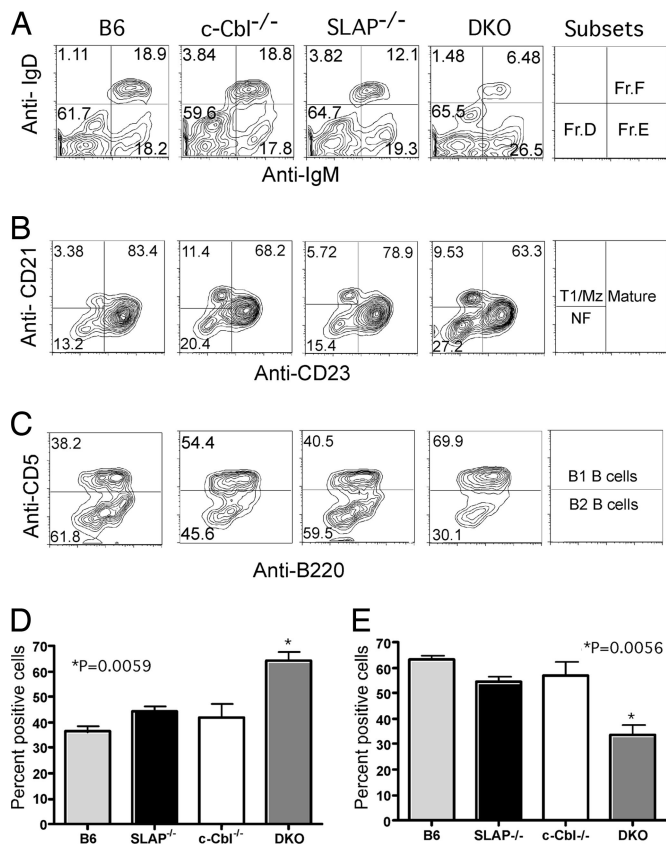 A
B6 c-Cbl-/- SLAP-/- DKO Subsets
Anti- IgD
1.11 18.9 3.84 18.8 3.82 12.1 1.48 6.48
Fr.F
61.7 59.6 64.7 65.5
Fr.D Fr.E
18.2 17.8 19.3 26.5
Anti-IgM
B
Anti- CD21
3.38 83.4 11.4 68.2 5.72 78.9 9.53 63.3
T1/Mz Mature
NF
13.2 20.4 15.4 27.2
Anti-CD23
C
Anti-CD5
38.2 54.4 40.5 69.9
B1 B cells
B2 B cells
61.8 45.6 59.5 30.1
Anti-B220
D
Percent positive cells
70
60
50
40
30
20
10
0
*P=0.0059
*
B6 SLAP-/- c-Cbl-/- DKO
E
Percent positive cells
70
60
50
40
30
20
10
0
*P=0.0056
*
B6 SLAP-/- c-Cbl-/- DKO